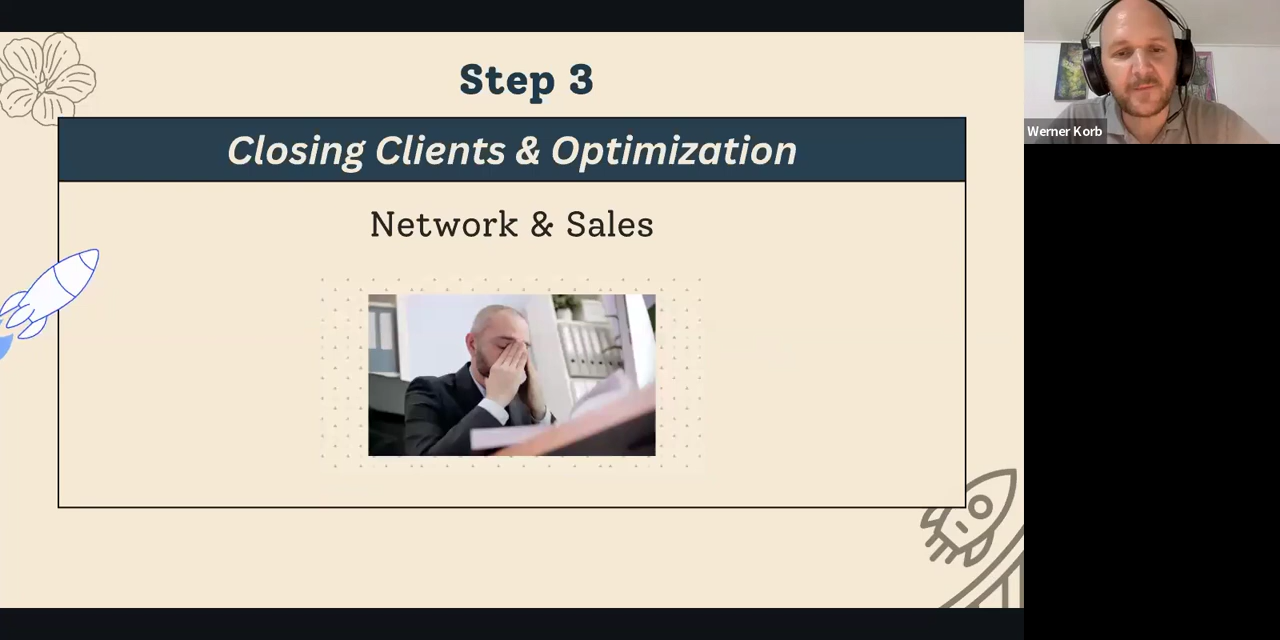 Step 3
Closing Clients & Optimization
Network & Sales
Werner Korb